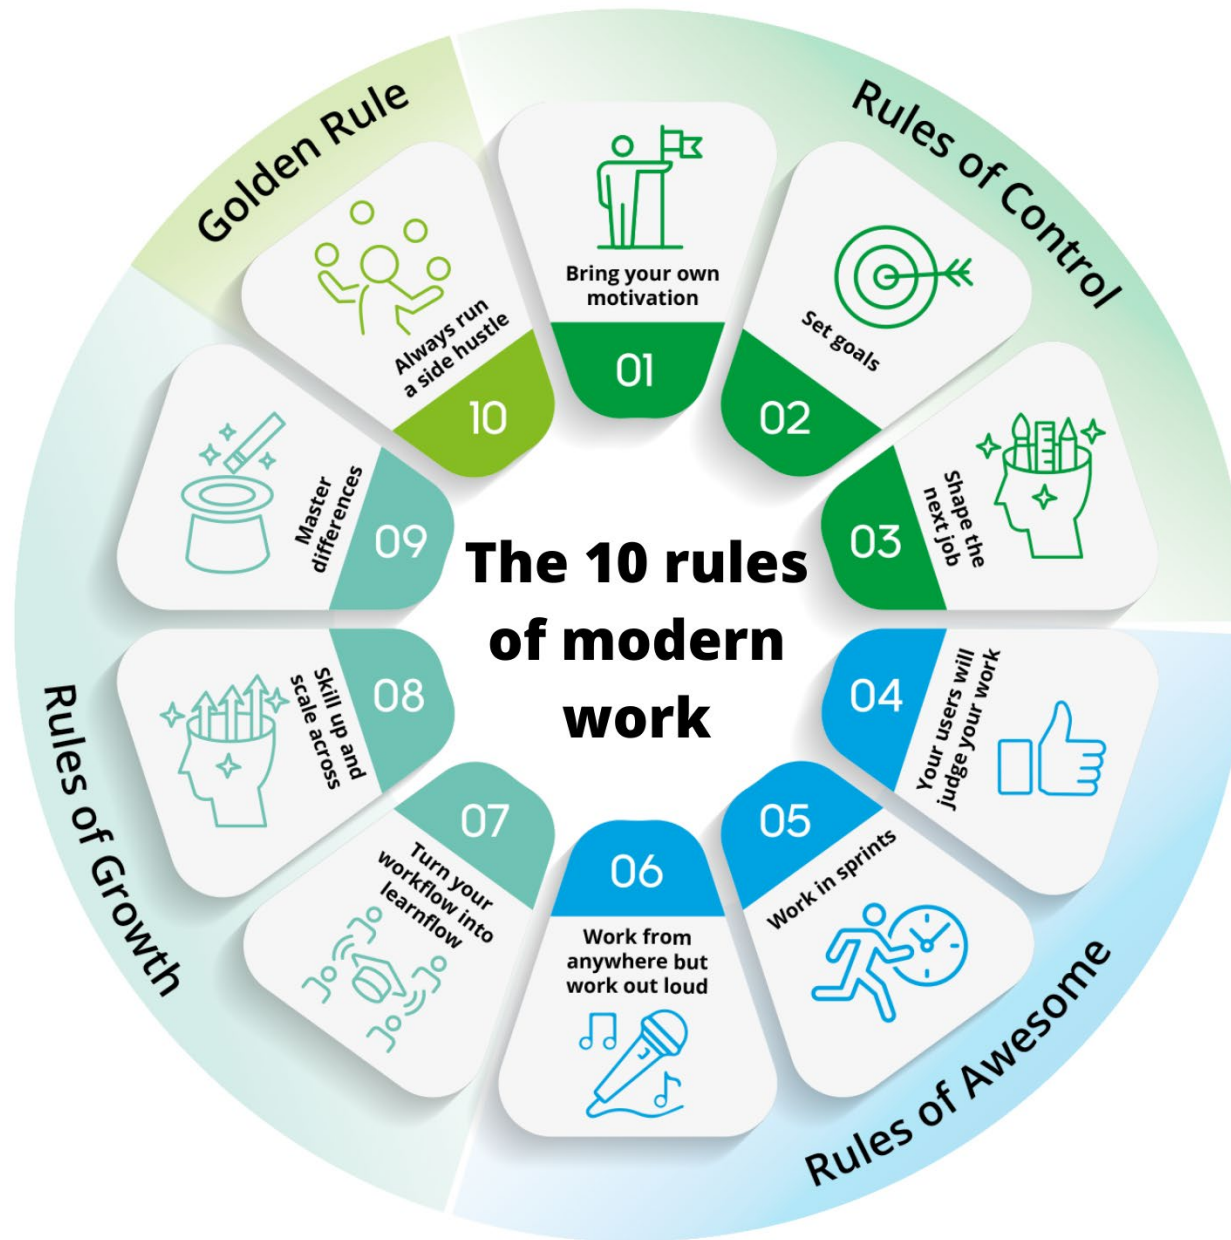 The 10 rules
of modern
work
Rules of Control
Bring your own
motivation
01
Set goals
02
Shape the
next job
03
Rules of Awesome
Your users will
judge your work
04
Work in sprints
05
06
Work from
anywhere but
work out loud
Rules of Growth
07
Turn your
workflow into
learnflow
08
Skill up and
scale across
09
Master
differences
Golden Rule
Always run
a side hustle
10